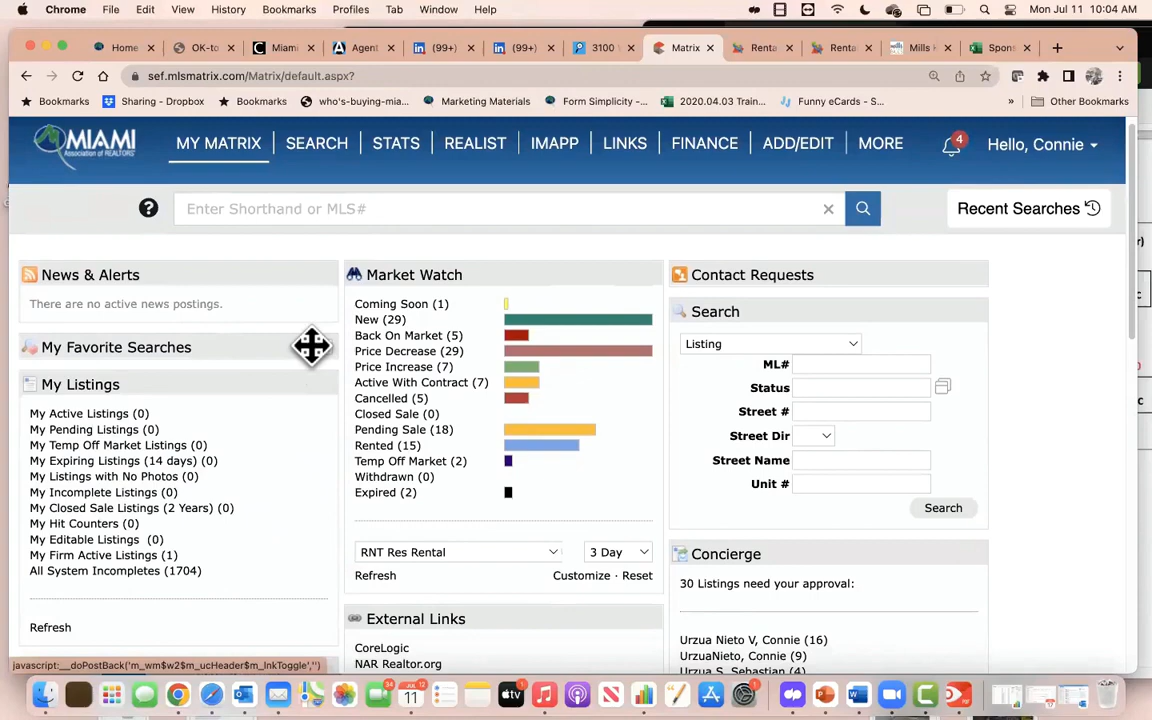 Chrome File Edit View History Bookmarks Profiles Tab Window Help Mon Jul 11 10:04 AM
Home OK-to Miami Agent (99+) (99+) 3100 Matrix Renta Renta Mills Spons
sef.mlsmatrix.com/Matrix/default.aspx?
Bookmarks Sharing - Dropbox Bookmarks who's-buying-mia... Marketing Materials Form Simplicity -... 2020.04.03 Train... Funny eCards - S... » Other Bookmarks
MIAMI
Association of REALTORS®
MY MATRIX SEARCH STATS REALIST IMAPP LINKS FINANCE ADD/EDIT MORE 4 Hello, Connie
Enter Shorthand or MLS#
Recent Searches
News & Alerts
There are no active news postings.
My Favorite Searches
My Listings
My Active Listings (0)
My Pending Listings (0)
My Temp Off Market Listings (0)
My Expiring Listings (14 days) (0)
My Listings with No Photos (0)
My Incomplete Listings (0)
My Closed Sale Listings (2 Years) (0)
My Hit Counters (0)
My Editable Listings (0)
My Firm Active Listings (1)
All System Incompletes (1704)
Refresh
Market Watch
Coming Soon (1)
New (29)
Back On Market (5)
Price Decrease (29)
Price Increase (7)
Active With Contract (7)
Cancelled (5)
Closed Sale (0)
Pending Sale (18)
Rented (15)
Temp Off Market (2)
Withdrawn (0)
Expired (2)
RNT Res Rental 3 Day
Refresh Customize · Reset
External Links
CoreLogic
NAR Realtor.org
Contact Requests
Search
Listing
ML#
Status
Street #
Street Dir
Street Name
Unit #
Search
Concierge
30 Listings need your approval:
Urzua Nieto V, Connie (16)
UrzuaNieto, Connie (9)
Urzua S, Sebastian (4)
javascript:__doPostBack('m_wm$w2$m_ucHeader$m_lnkToggle','')